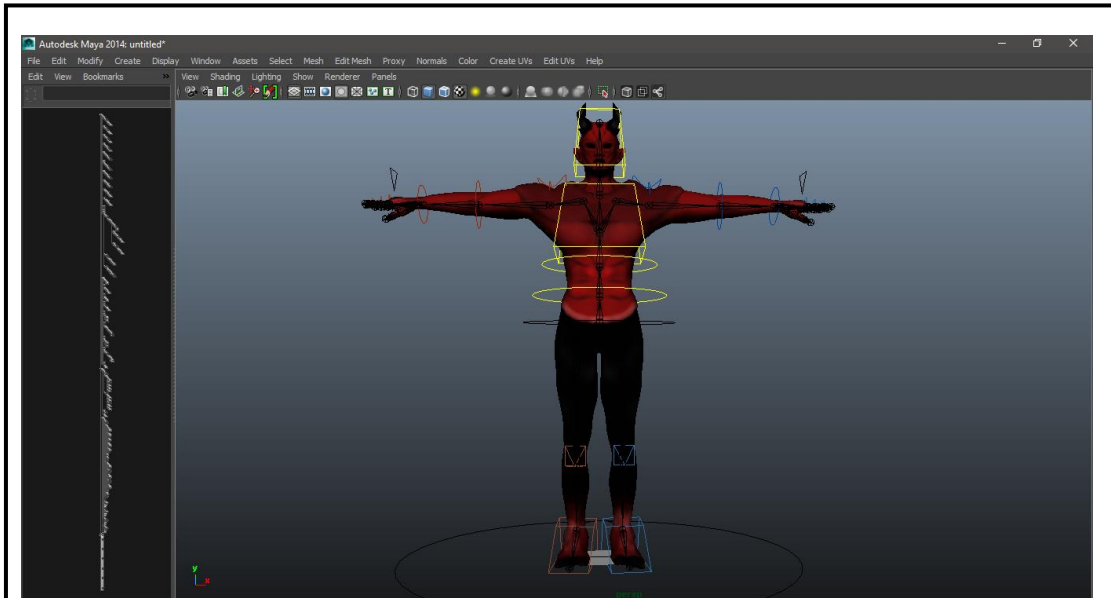 Autodesk Maya 2014: untitled*
File Edit Modify Create Display Window Assets Select Mesh Edit Mesh Proxy Normals Color Create UVs Edit UVs Help
Edit View Bookmarks »
View Shading Lighting Show Renderer Panels
y
x